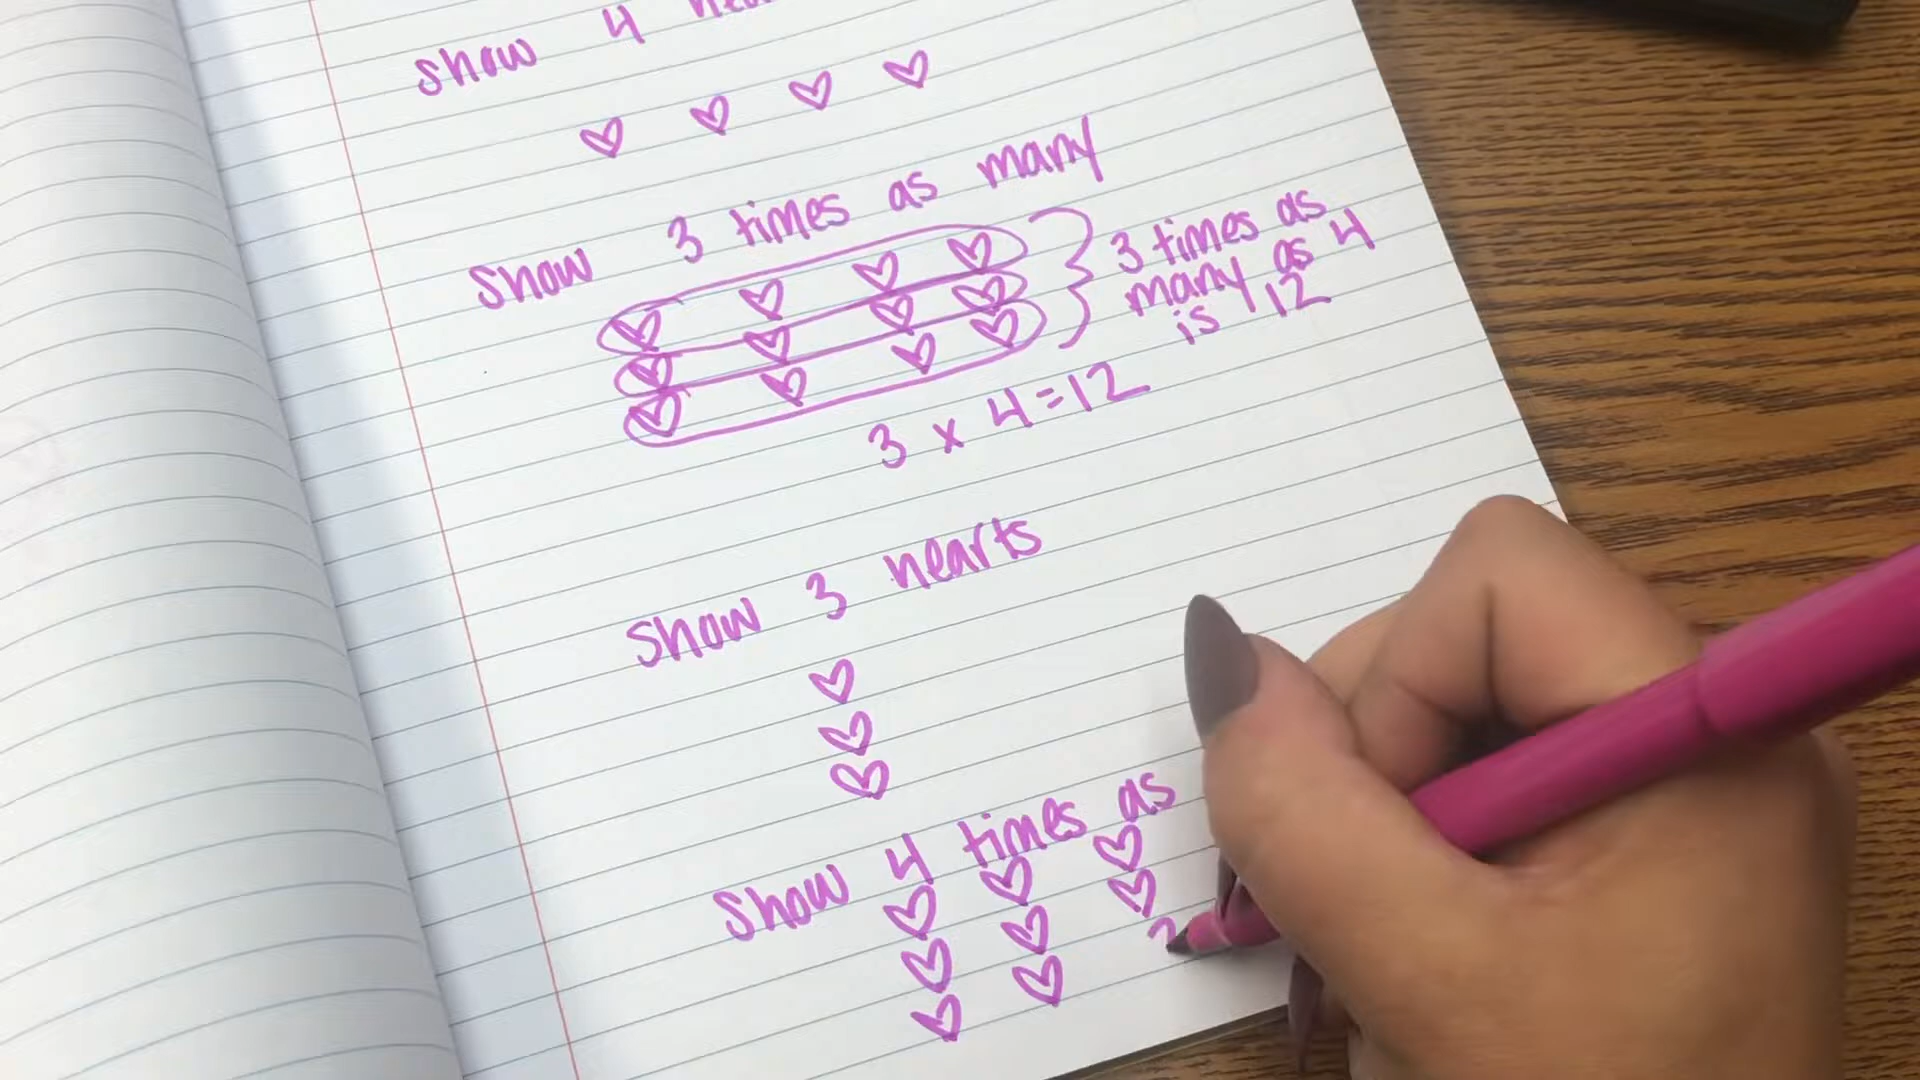 show 4
show 3 times as many
3 times as
many as 4
is 12
3 x 4 = 12
show 3 hearts
show 4 times as